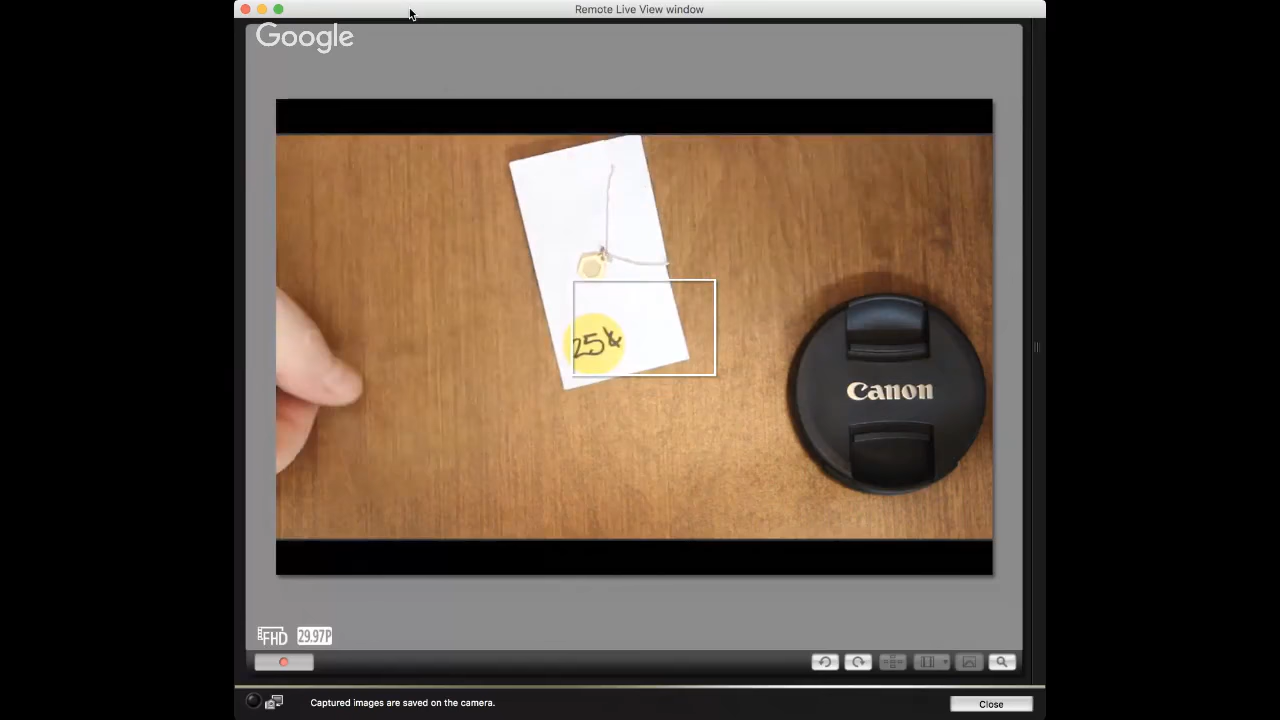 Remote Live View window
Google
25¢
Canon
FHD
29.97P
Captured images are saved on the camera.
Close